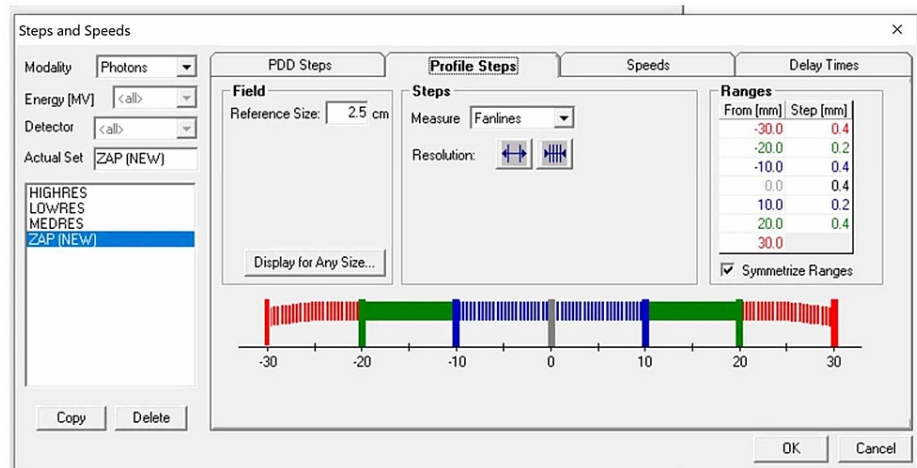 Steps and Speeds
Modality Photons
Energy [MV] <all>
Detector <all>
Actual Set ZAP (NEW)
HIGHRES
LOWRES
MEDRES
ZAP (NEW)
Copy Delete
PDD Steps Profile Steps Speeds Delay Times
Field
Reference Size: 2.5 cm
Display for Any Size...
Steps
Measure Fanlines
Resolution:
Ranges
From [mm] Step [mm]
-30.0 0.4
-20.0 0.2
-10.0 0.4
0.0 0.4
10.0 0.2
20.0 0.4
30.0
Symmetrize Ranges
-30 -20 -10 0 10 20 30
OK Cancel